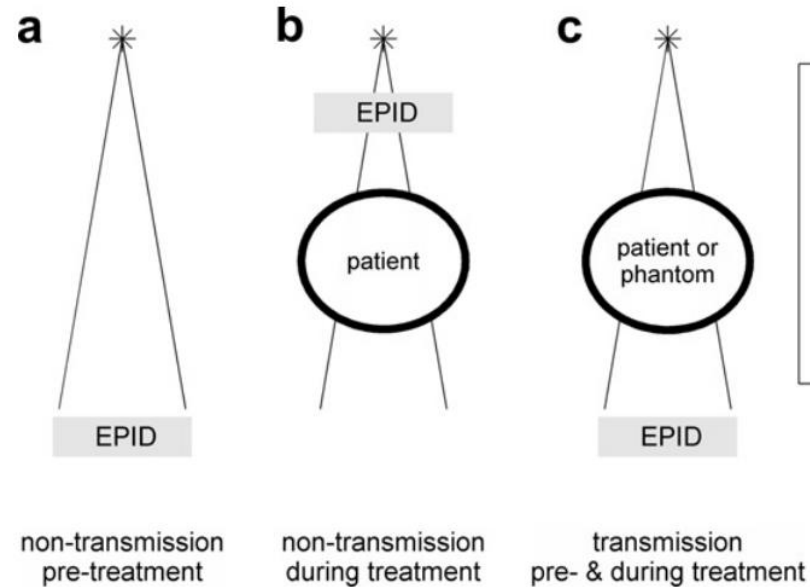 a
b
c
EPID
patient
patient or
phantom
EPID
EPID
non-transmission
pre-treatment
non-transmission
during treatment
transmission
pre- & during treatment